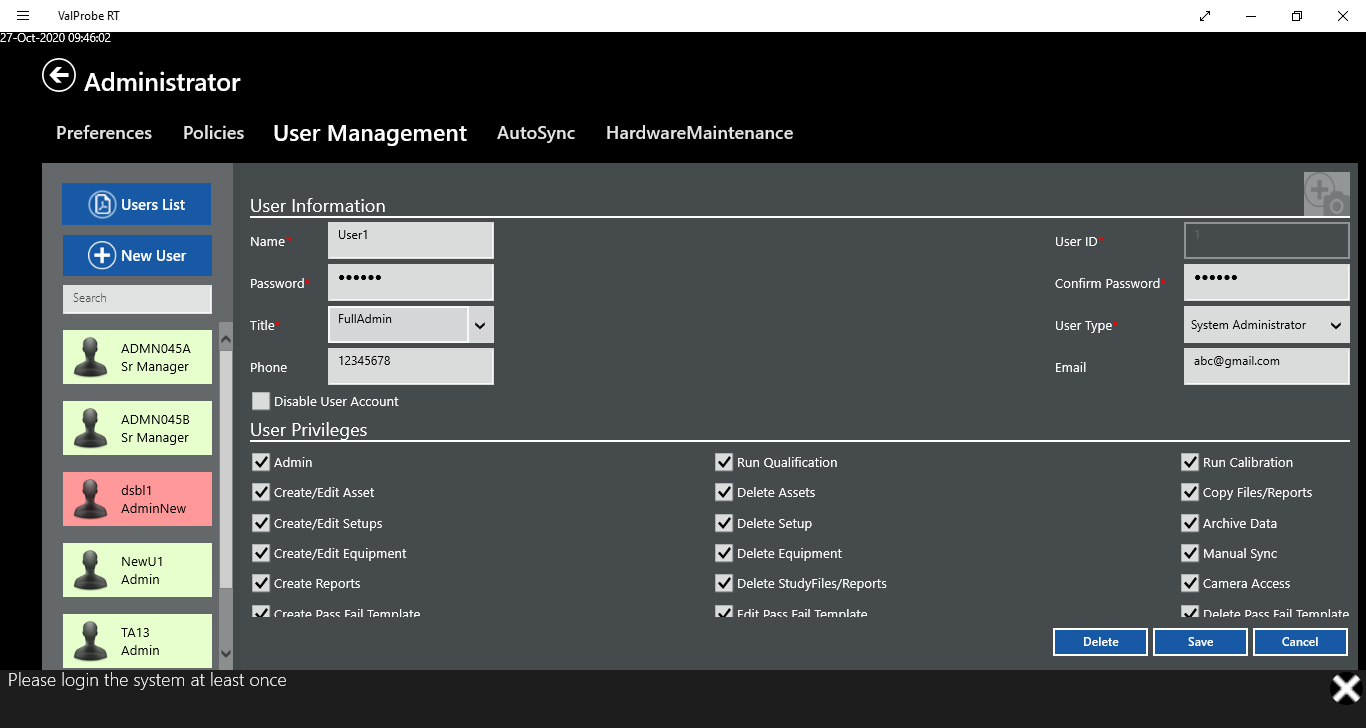 ValProbe RT
27-Oct-2020 09:46:02
Administrator
Preferences Policies User Management AutoSync HardwareMaintenance
Users List
New User
Search
ADMN045A
Sr Manager
ADMN045B
Sr Manager
dsbl1
AdminNew
NewU1
Admin
TA13
Admin
User Information
Name* User1 User ID* 1
Password* •••••• Confirm Password* ••••••
Title* FullAdmin User Type* System Administrator
Phone 12345678 Email abc@gmail.com
Disable User Account
User Privileges
Admin Run Qualification Run Calibration
Create/Edit Asset Delete Assets Copy Files/Reports
Create/Edit Setups Delete Setup Archive Data
Create/Edit Equipment Delete Equipment Manual Sync
Create Reports Delete StudyFiles/Reports Camera Access
Create Pass Fail Template Edit Pass Fail Template Delete Pass Fail Template
Delete Save Cancel
Please login the system at least once